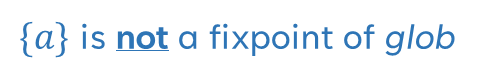 {a} is not a fixpoint of glob